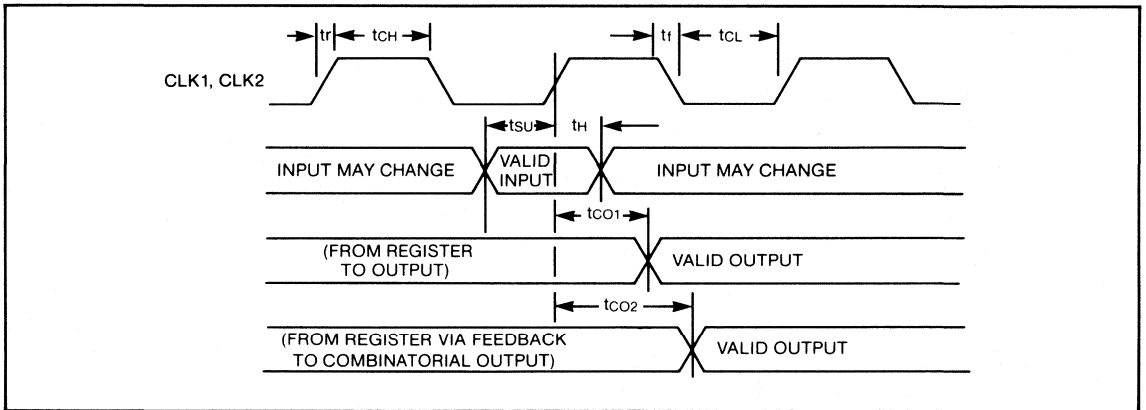 tr tCH tf tCL
CLK1, CLK2
tSU tH
INPUT MAY CHANGE VALID INPUT INPUT MAY CHANGE
tCO1
(FROM REGISTER
TO OUTPUT) VALID OUTPUT
tCO2
(FROM REGISTER VIA FEEDBACK
TO COMBINATORIAL OUTPUT) VALID OUTPUT